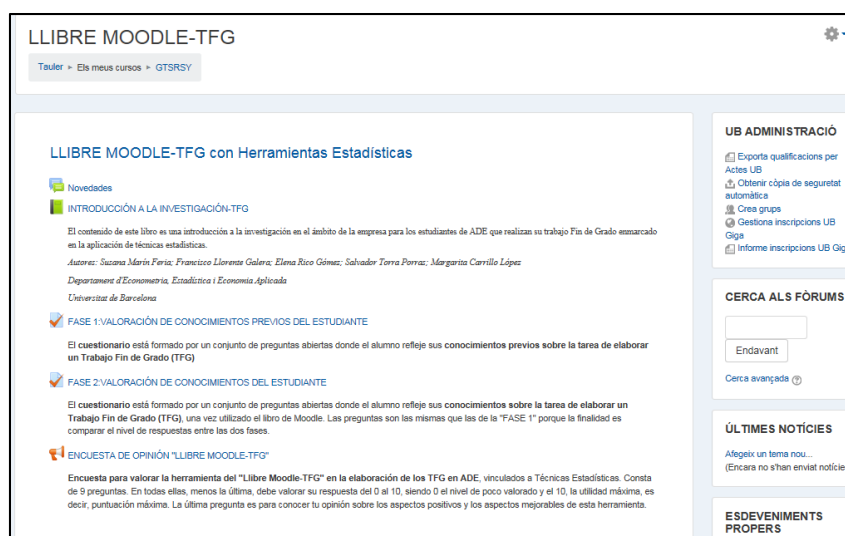 LLIBRE MOODLE-TFG
Tauler ▸ Els meus cursos ▸ GTSRSY
LLIBRE MOODLE-TFG con Herramientas Estadísticas
Novedades
INTRODUCCIÓN A LA INVESTIGACIÓN-TFG
El contenido de este libro es una introducción a la investigación en el ámbito de la empresa para los estudiantes de ADE que realizan su trabajo Fin de Grado enmarcado
en la aplicación de técnicas estadísticas.
Autores: Susana Marín Feria; Francisco Llorente Galera; Elena Rico Gómez; Salvador Torra Porras; Margarita Carrillo López
Departament d'Econometria, Estadística i Economia Aplicada
Universitat de Barcelona
FASE 1:VALORACIÓN DE CONOCIMIENTOS PREVIOS DEL ESTUDIANTE
El cuestionario está formado por un conjunto de preguntas abiertas donde el alumno refleje sus conocimientos previos sobre la tarea de elaborar
un Trabajo Fin de Grado (TFG)
FASE 2:VALORACIÓN DE CONOCIMIENTOS DEL ESTUDIANTE
El cuestionario está formado por un conjunto de preguntas abiertas donde el alumno refleje sus conocimientos sobre la tarea de elaborar un
Trabajo Fin de Grado (TFG), una vez utilizado el libro de Moodle. Las preguntas son las mismas que las de la "FASE 1" porque la finalidad es
comparar el nivel de respuestas entre las dos fases.
ENCUESTA DE OPINIÓN "LLIBRE MOODLE-TFG"
Encuesta para valorar la herramienta del "Llibre Moodle-TFG" en la elaboración de los TFG en ADE, vinculados a Técnicas Estadísticas. Consta
de 9 preguntas. En todas ellas, menos la última, debe valorar su respuesta del 0 al 10, siendo 0 el nivel de poco valorado y el 10, la utilidad máxima, es
decir, puntuación máxima. La última pregunta es para conocer tu opinión sobre los aspectos positivos y los aspectos mejorables de esta herramienta.
UB ADMINISTRACIÓ
Exporta qualificacions per
Actes UB
Obtenir còpia de seguretat
automàtica
Crea grups
Gestiona inscripcions UB
Giga
Informe inscripcions UB Gig
CERCA ALS FÒRUMS
Endavant
Cerca avançada
ÚLTIMES NOTÍCIES
Afegeix un tema nou...
(Encara no s'han enviat notície
ESDEVENIMENTS
PROPERS